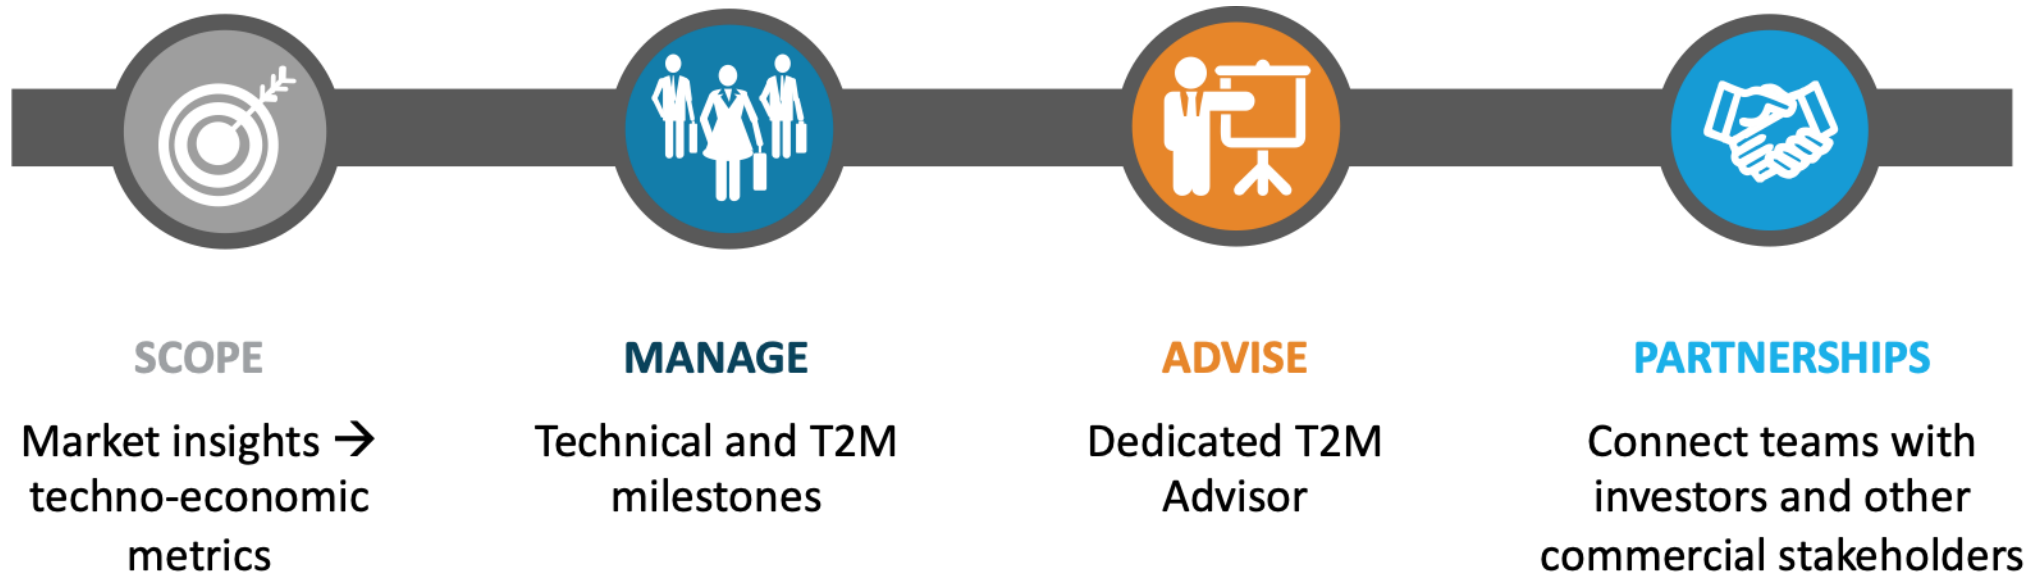 SCOPE
Market insights →
techno-economic
metrics
MANAGE
Technical and T2M
milestones
ADVISE
Dedicated T2M
Advisor
PARTNERSHIPS
Connect teams with
investors and other
commercial stakeholders